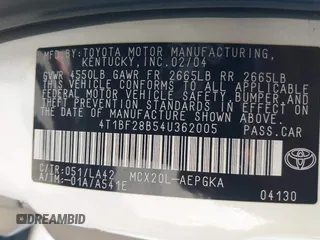 TOYOTA MOTOR MANUFACTURING,
KENTUCKY, INC. 02/04
GVWR 4550LB GAWR FR 2665LB RR 2665LB
THIS VEHICLE CONFORMS TO ALL APPLICABLE
FEDERAL MOTOR VEHICLE SAFETY, BUMPER, AND
THEFT PREVENTION STANDARDS IN EFFECT ON
THE DATE OF MANUFACTURE SHOWN ABOVE.
4T1BF28B54U362005 PASS.CAR
C/TR:051/LA42 MCX20L-AEPGKA
A/TM:-01A/A541E
TOYOTA
04130
DREAMBID